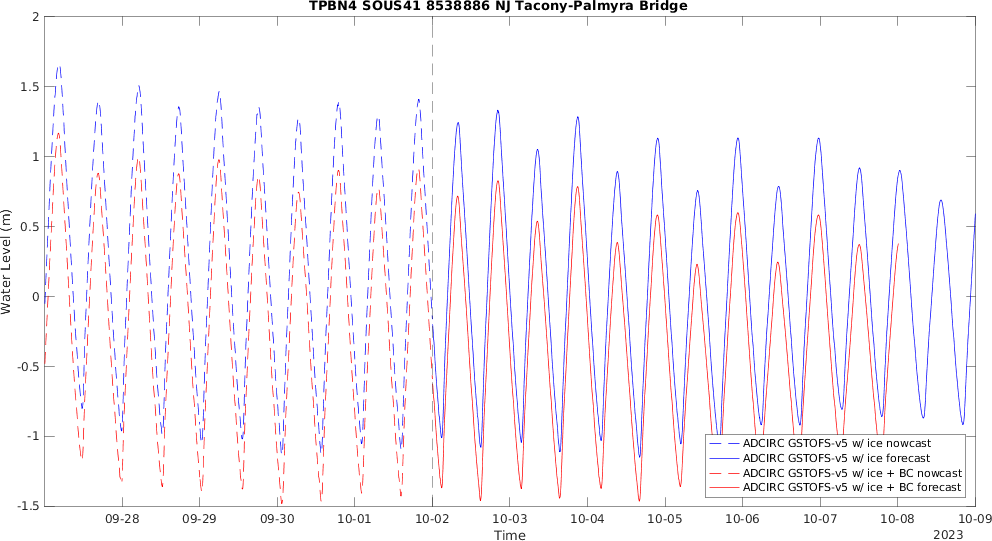 TPBN4 SOUS41 8538886 NJ Tacony-Palmyra Bridge
2
1.5
1
0.5
0
-0.5
-1
-1.5
Water Level (m)
09-28 09-29 09-30 10-01 10-02 10-03 10-04 10-05 10-06 10-07 10-08 10-09
Time
2023
ADCIRC GSTOFS-v5 w/ ice nowcast
ADCIRC GSTOFS-v5 w/ ice forecast
ADCIRC GSTOFS-v5 w/ ice + BC nowcast
ADCIRC GSTOFS-v5 w/ ice + BC forecast